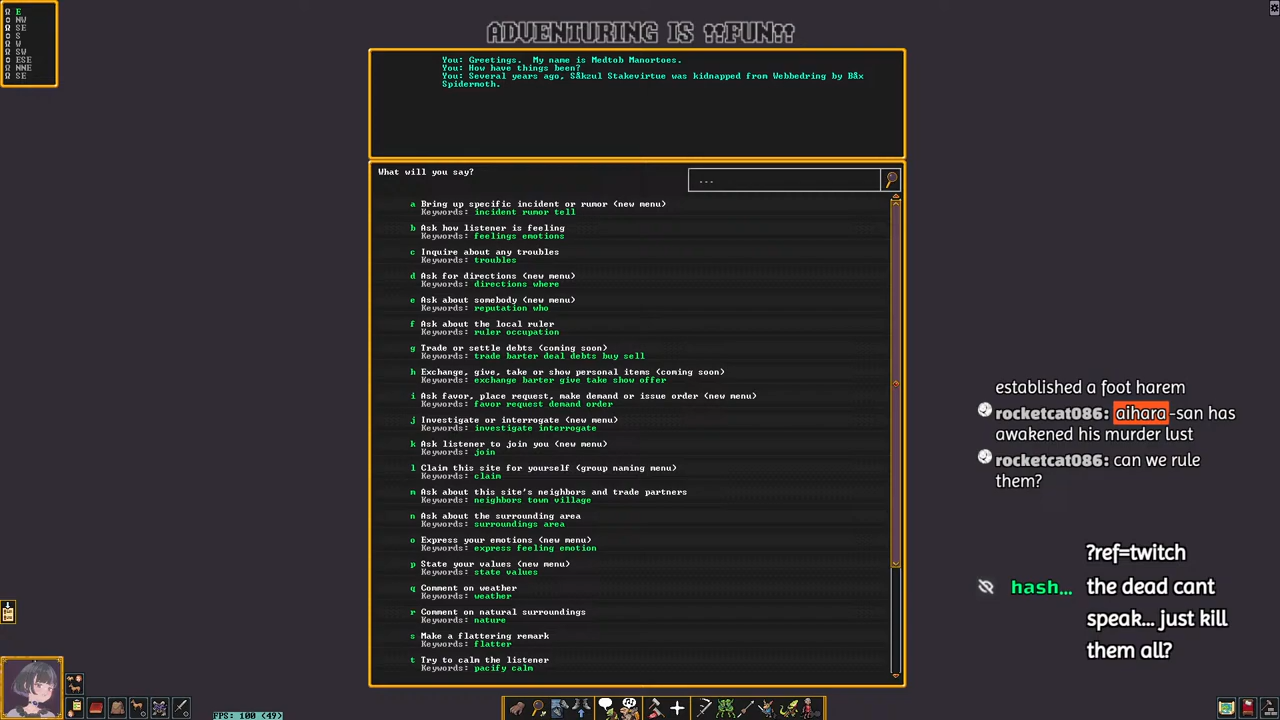 Ω E
Ω NW
Ω SE
Ω S
Ω W
Ω SW
Ω ESE
Ω NNE
Ω SE
ADVENTURING IS ‼FUN‼
You: Greetings. My name is Medtob Manortoes.
You: How have things been?
You: Several years ago, Såkzul Stakevirtue was kidnapped from Webbedring by Båx
Spidermoth.
What will you say?
...
a Bring up specific incident or rumor (new menu)
Keywords: incident rumor tell
b Ask how listener is feeling
Keywords: feelings emotions
c Inquire about any troubles
Keywords: troubles
d Ask for directions (new menu)
Keywords: directions where
e Ask about somebody (new menu)
Keywords: reputation who
f Ask about the local ruler
Keywords: ruler occupation
g Trade or settle debts (coming soon)
Keywords: trade barter deal debts buy sell
h Exchange, give, take or show personal items (coming soon)
Keywords: exchange barter give take show offer
i Ask favor, place request, make demand or issue order (new menu)
Keywords: favor request demand order
j Investigate or interrogate (new menu)
Keywords: investigate interrogate
k Ask listener to join you (new menu)
Keywords: join
l Claim this site for yourself (group naming menu)
Keywords: claim
m Ask about this site's neighbors and trade partners
Keywords: neighbors town village
n Ask about the surrounding area
Keywords: surroundings area
o Express your emotions (new menu)
Keywords: express feeling emotion
p State your values (new menu)
Keywords: state values
q Comment on weather
Keywords: weather
r Comment on natural surroundings
Keywords: nature
s Make a flattering remark
Keywords: flatter
t Try to calm the listener
Keywords: pacify calm
FPS: 100 (49)
established a foot harem
rocketcat086: aihara-san has
awakened his murder lust
rocketcat086: can we rule
them?
?ref=twitch
hash... the dead cant
speak... just kill
them all?